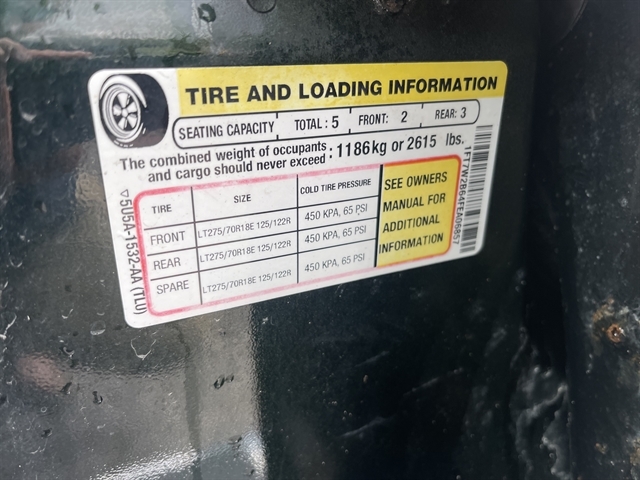 TIRE AND LOADING INFORMATION
SEATING CAPACITY TOTAL: 5 FRONT: 2 REAR: 3
The combined weight of occupants and cargo should never exceed : 1186kg or 2615 lbs.
TIRE SIZE COLD TIRE PRESSURE
FRONT LT275/70R18E 125/122R 450 KPA, 65 PSI
REAR LT275/70R18E 125/122R 450 KPA, 65 PSI
SPARE LT275/70R18E 125/122R 450 KPA, 65 PSI
SEE OWNERS
MANUAL FOR
ADDITIONAL
INFORMATION
5U5A-1532-AA (TLU)
1FT7W2B64FEA06857